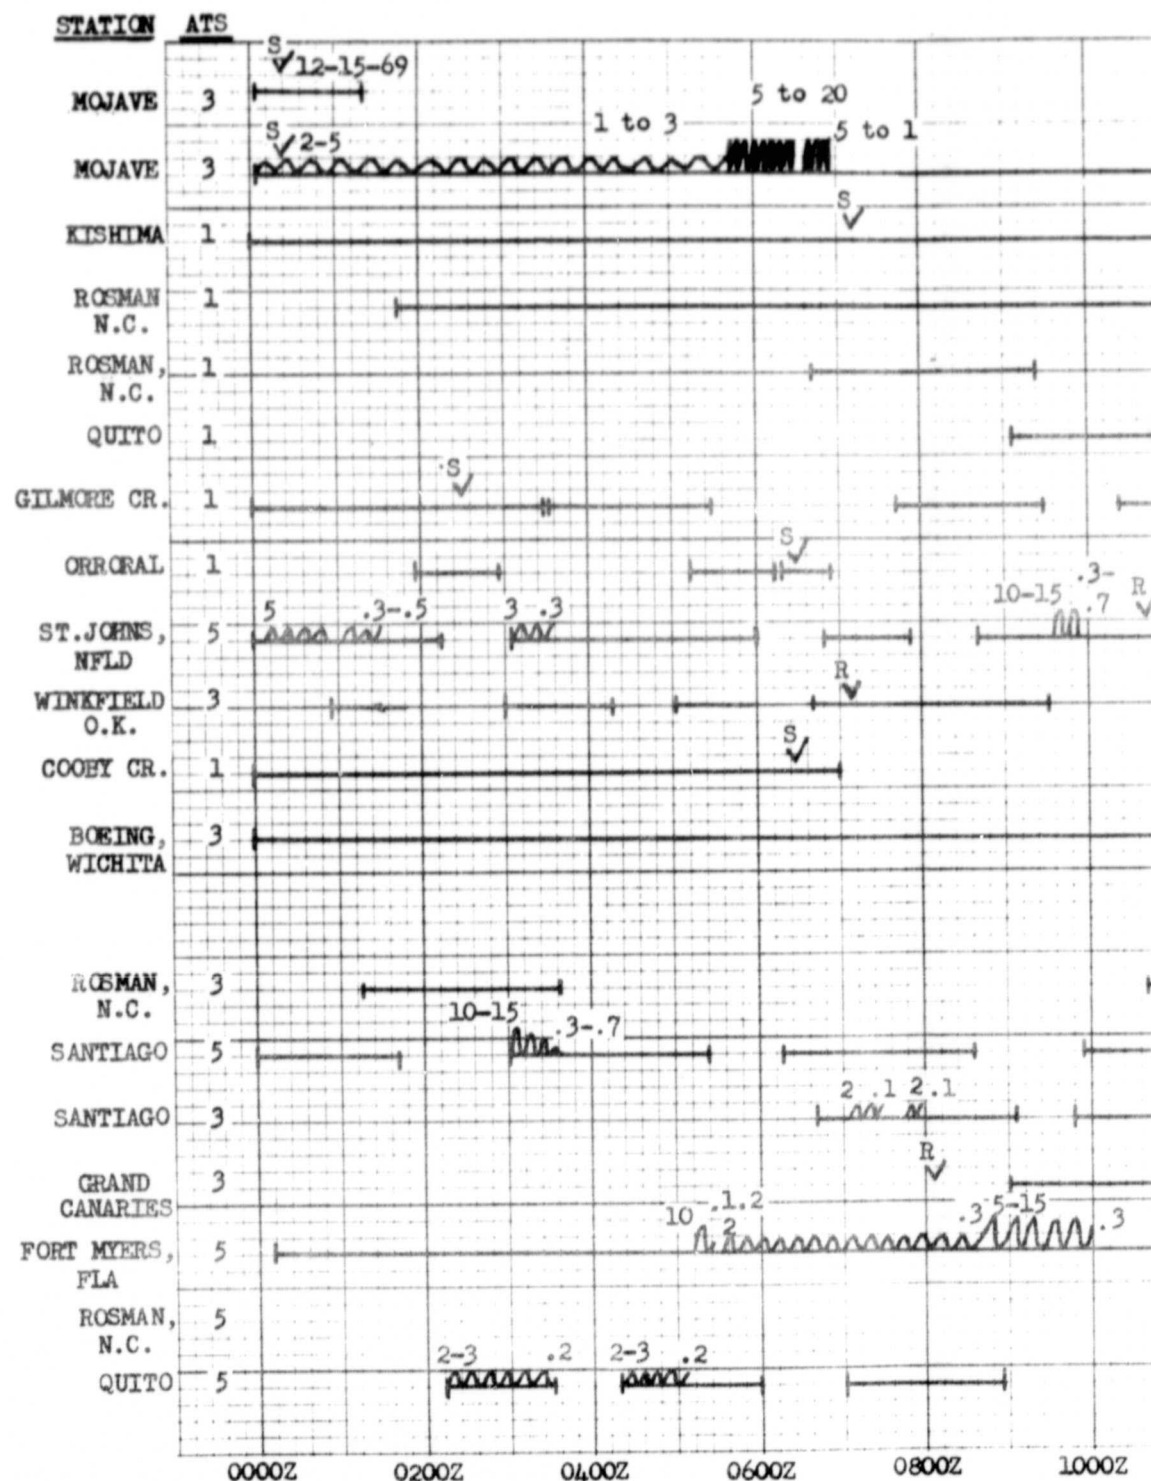 STATION ATS
S
12-15-69
MOJAVE 3
5 to 20
1 to 3
5 to 1
S
2-5
MOJAVE 3
S
KISHIMA 1
ROSMAN 1
N.C.
ROSMAN, 1
N.C.
QUITO 1
S
GILMORE CR. 1
S
ORRORAL 1
.3-
10-15 .7 R
5 .3-.5 3 .3
ST.JOHNS, 5
NFLD
R
WINKFIELD 3
O.K.
S
COOBY CR. 1
BOEING, 3
WICHITA
ROSMAN, 3
N.C.
10-15
.3-.7
SANTIAGO 5
2 .1 2 .1
SANTIAGO 3
R
GRAND 3
CANARIES
10 .1.2 .3 5-15 .3
2
FORT MYERS, 5
FLA
ROSMAN, 5
N.C.
2-3 .2 2-3 .2
QUITO 5
0000Z 0200Z 0400Z 0600Z 0800Z 1000Z